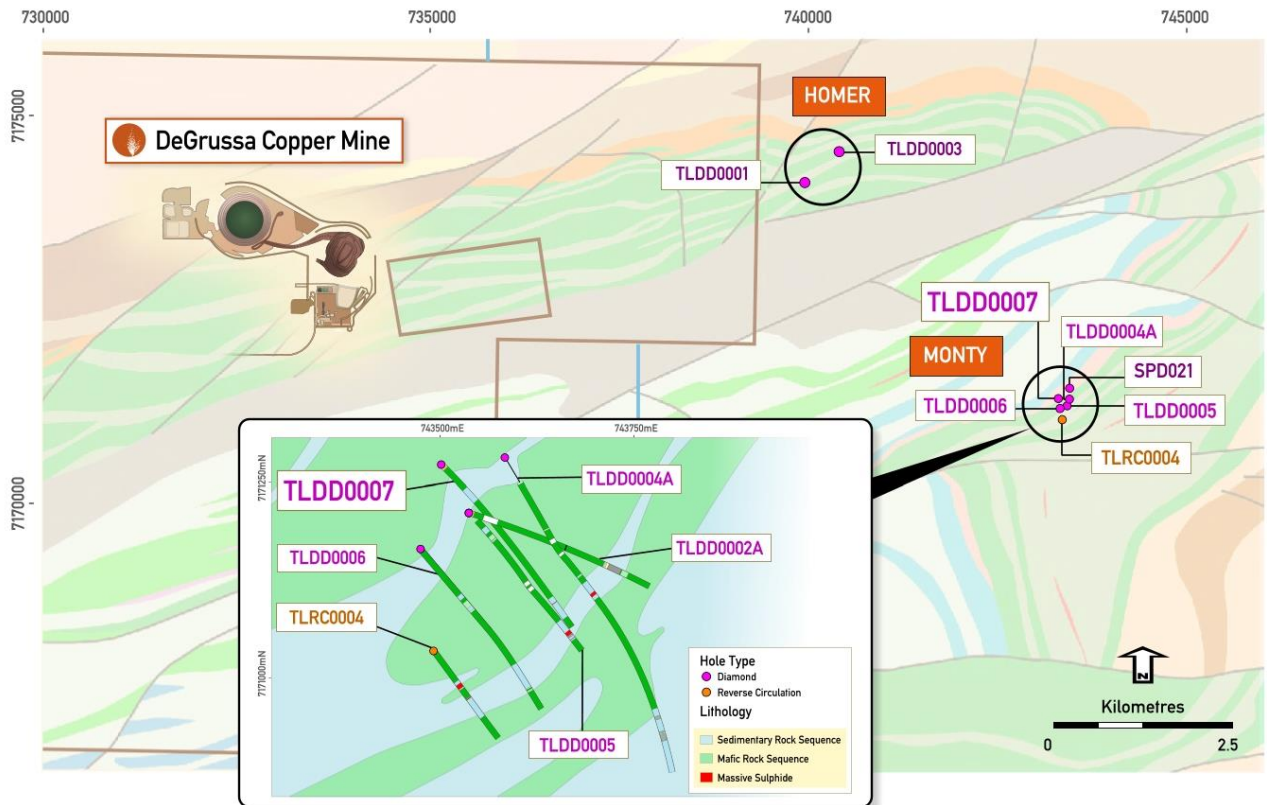 730000
735000
740000
745000
7175000
7170000
DeGrussa Copper Mine
HOMER
TLDD0003
TLDD0001
TLDD0007
TLDD0004A
MONTY
SPD021
TLDD0006
TLDD0005
TLRC0004
743500mE
743750mE
7171250mN
7171000mN
TLDD0007
TLDD0004A
TLDD0006
TLDD0002A
TLRC0004
TLDD0005
Hole Type
Diamond
Reverse Circulation
Lithology
Sedimentary Rock Sequence
Mafic Rock Sequence
Massive Sulphide
N
Kilometres
0
2.5